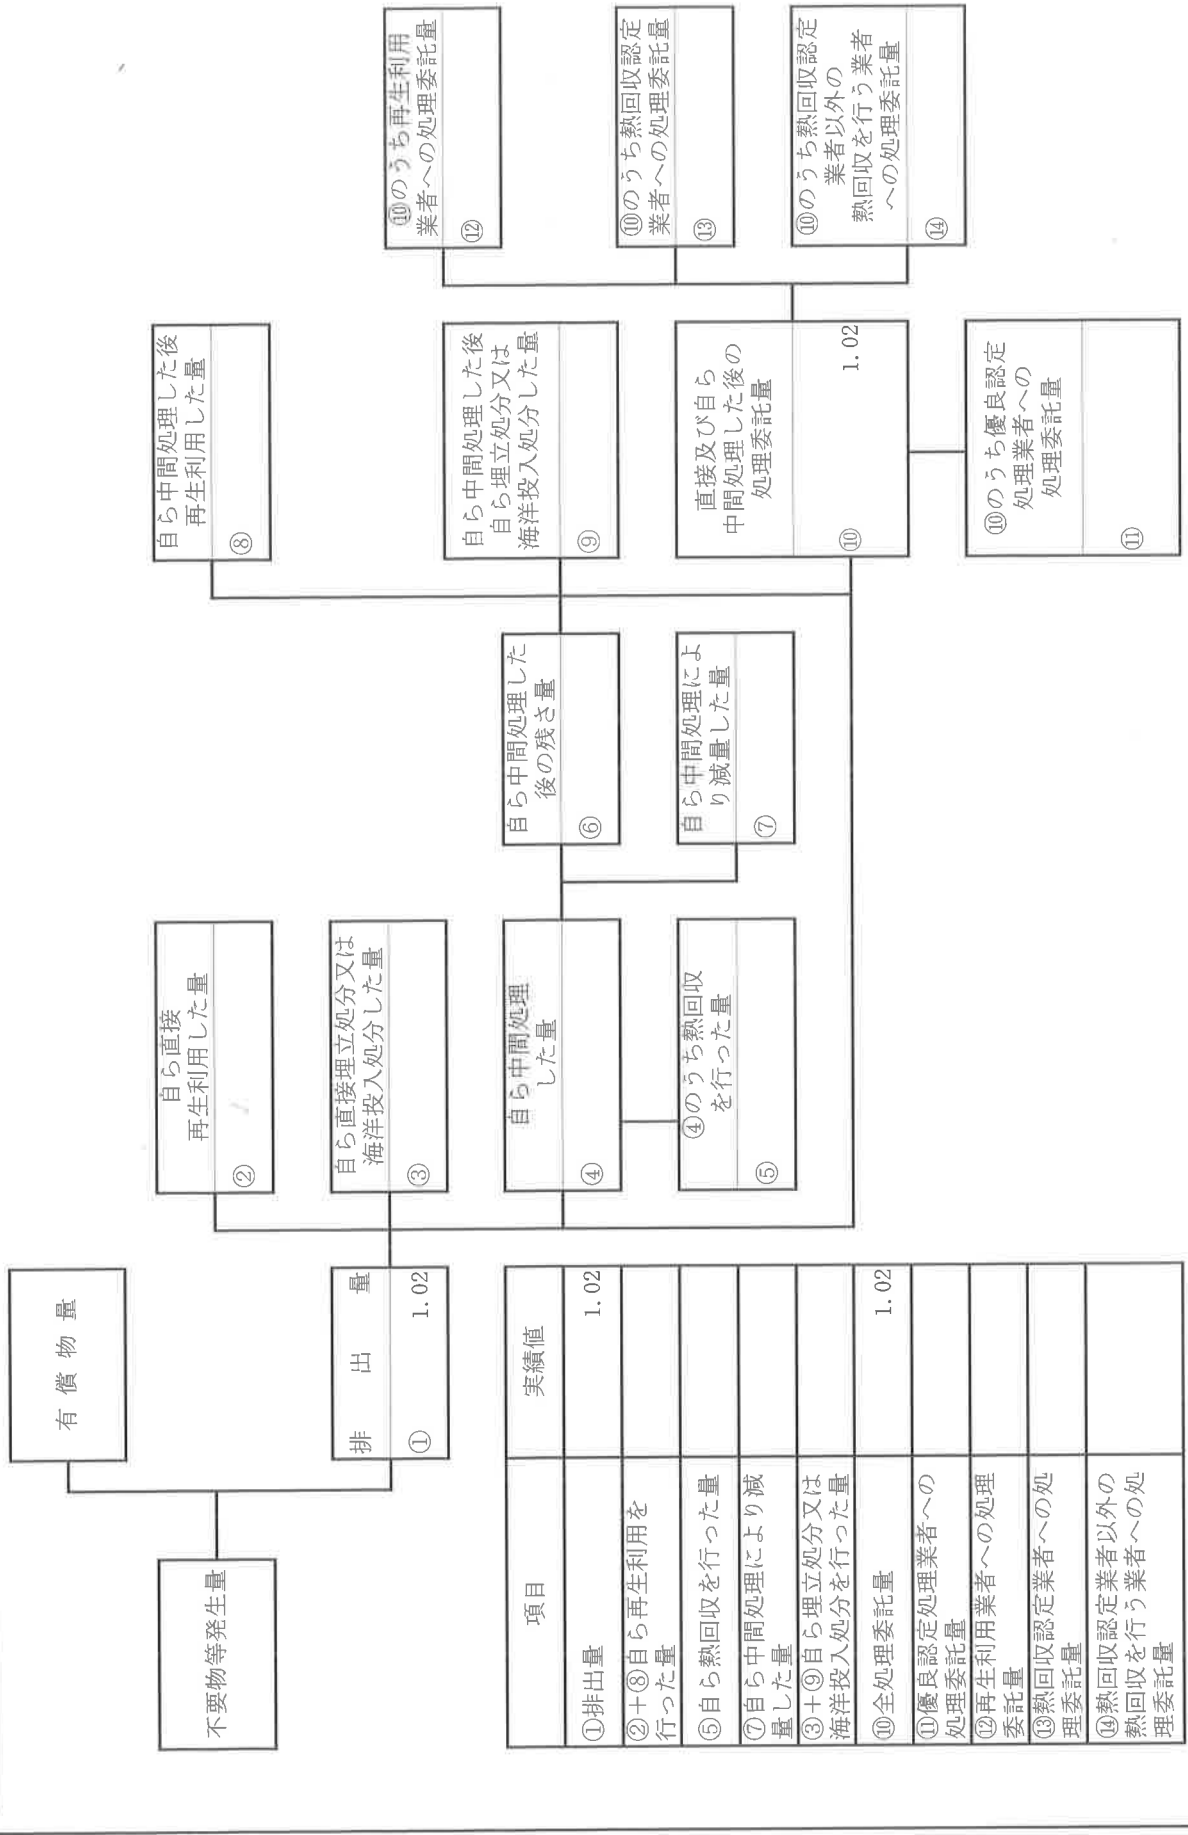 不要物等発生量
有償物量
排出量
①
1.02
自ら直接
再生利用した量
②
自ら直接埋立処分又は
海洋投入処分した量
③
自ら中間処理
した量
④
④のうち熱回収
を行った量
⑤
自ら中間処理した
後の残さ量
⑥
自ら中間処理によ
り減量した量
⑦
自ら中間処理した後
再生利用した量
⑧
自ら中間処理した後
自ら埋立処分又は
海洋投入処分した量
⑨
直接及び自ら
中間処理した後の
処理委託量
⑩
1.02
⑩のうち優良認定
処理業者への
処理委託量
⑪
⑩のうち再生利用
業者への処理委託量
⑫
⑩のうち熱回収認定
業者への処理委託量
⑬
⑩のうち熱回収認定
業者以外の
熱回収を行う業者
への処理委託量
⑭
項目
実績値
①排出量
1.02
②＋⑧自ら再生利用を
行った量
⑤自ら熱回収を行った量
⑦自ら中間処理により減
量した量
③＋⑨自ら埋立処分又は
海洋投入処分を行った量
⑩全処理委託量
1.02
⑪優良認定処理業者への
処理委託量
⑫再生利用業者への処理
委託量
⑬熱回収認定業者への処
理委託量
⑭熱回収認定業者以外の
熱回収を行う業者への処
理委託量